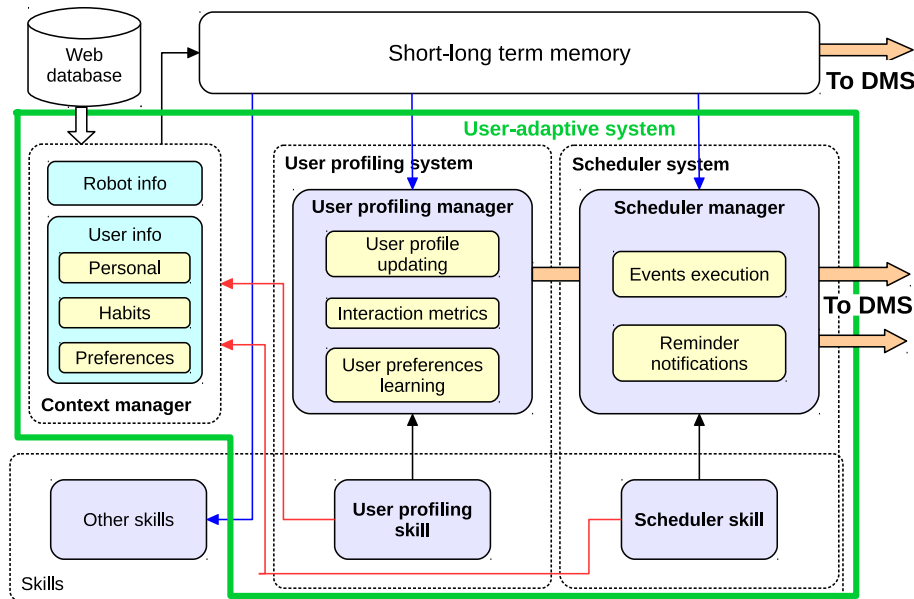 Web
database
Short-long term memory
To DMS
User-adaptive system
User profiling system
Scheduler system
Robot info
User info
Personal
Habits
Preferences
Context manager
User profiling manager
User profile
updating
Interaction metrics
User preferences
learning
Scheduler manager
Events execution
Reminder
notifications
To DMS
Other skills
User profiling
skill
Scheduler skill
Skills